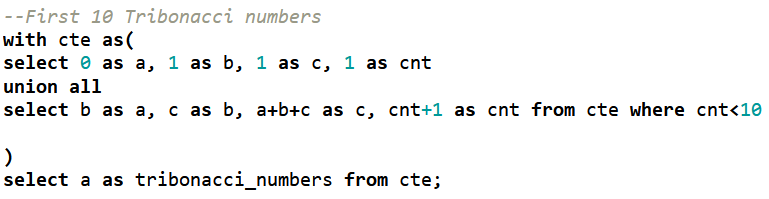 --First 10 Tribonacci numbers
with cte as(
select 0 as a, 1 as b, 1 as c, 1 as cnt
union all
select b as a, c as b, a+b+c as c, cnt+1 as cnt from cte where cnt<10
)
select a as tribonacci_numbers from cte;